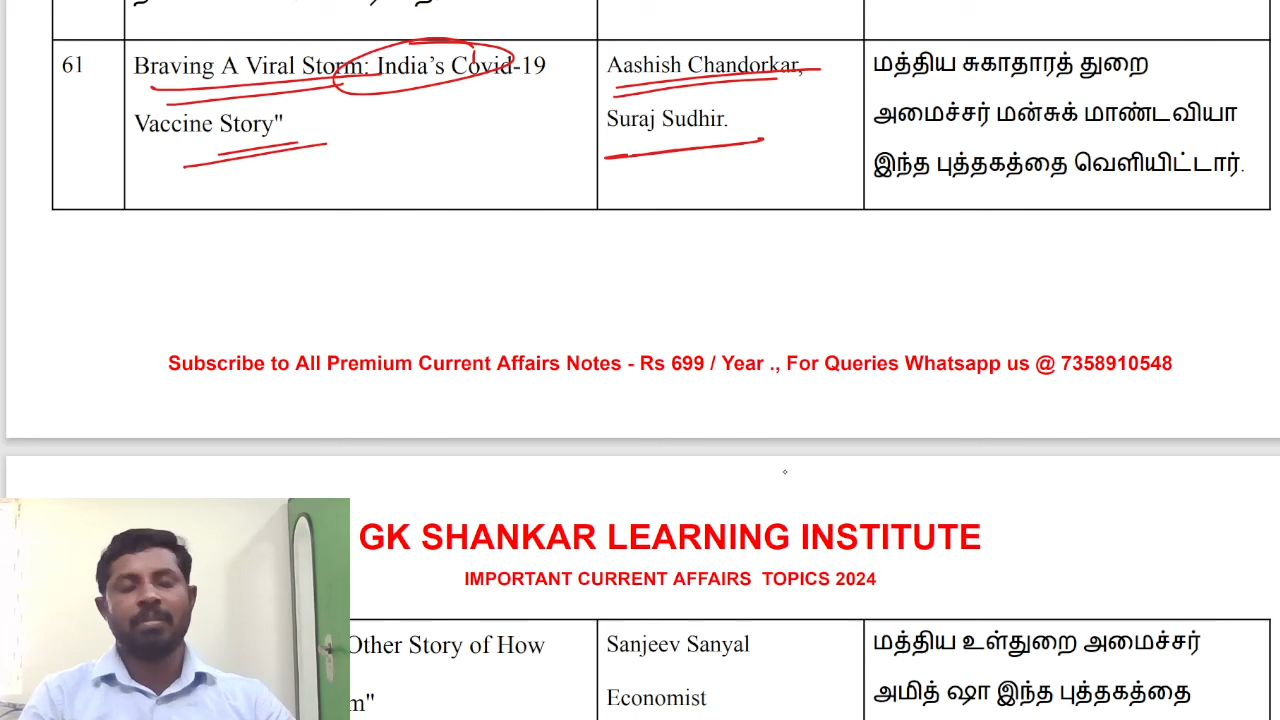 61
Braving A Viral Storm: India’s Covid-19
Vaccine Story"
Aashish Chandorkar,
Suraj Sudhir.
மத்திய சுகாதாரத் துறை
அமைச்சர் மன்சுக் மாண்டவியா
இந்த புத்தகத்தை வெளியிட்டார்.
Subscribe to All Premium Current Affairs Notes - Rs 699 / Year ., For Queries Whatsapp us @ 7358910548
GK SHANKAR LEARNING INSTITUTE
IMPORTANT CURRENT AFFAIRS TOPICS 2024
Other Story of How
m"
Sanjeev Sanyal
Economist
மத்திய உள்துறை அமைச்சர்
அமித் ஷா இந்த புத்தகத்தை